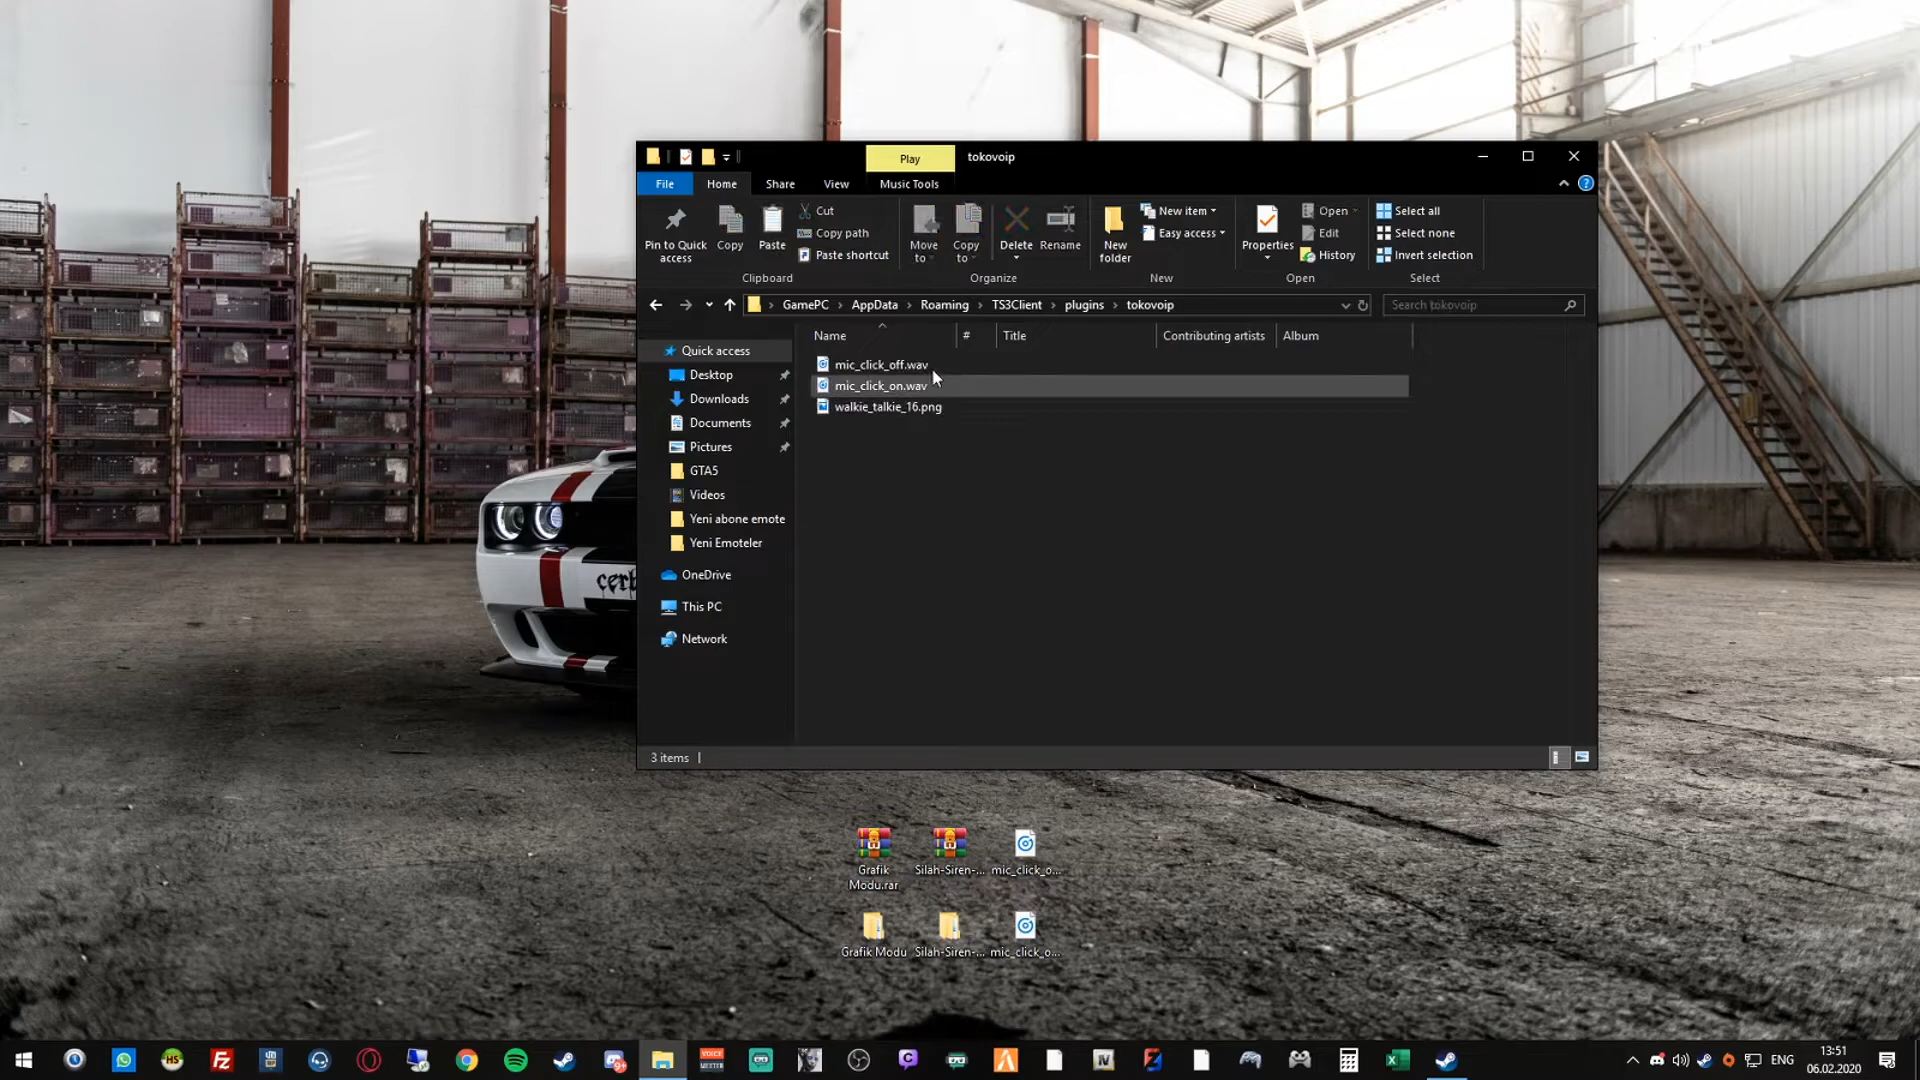 Play
tokovoip
File
Home
Share
View
Music Tools
Pin to Quick
access
Copy
Paste
Cut
Copy path
Paste shortcut
Move
to
Copy
to
Delete
Rename
New
folder
New item
Easy access
Properties
Open
Edit
History
Select all
Select none
Invert selection
Clipboard
Organize
New
Open
Select
GamePC
AppData
Roaming
TS3Client
plugins
tokovoip
Search tokovoip
Name
#
Title
Contributing artists
Album
Quick access
Desktop
Downloads
Documents
Pictures
GTA5
Videos
Yeni abone emote
Yeni Emoteler
OneDrive
This PC
Network
mic_click_off.wav
mic_click_on.wav
walkie_talkie_16.png
3 items
Grafik
Modu.rar
Silah-Siren-...
mic_click_o...
Grafik Modu
Silah-Siren-...
mic_click_o...
VOICE
MEETER
HS
IV
ENG
13:51
06.02.2020